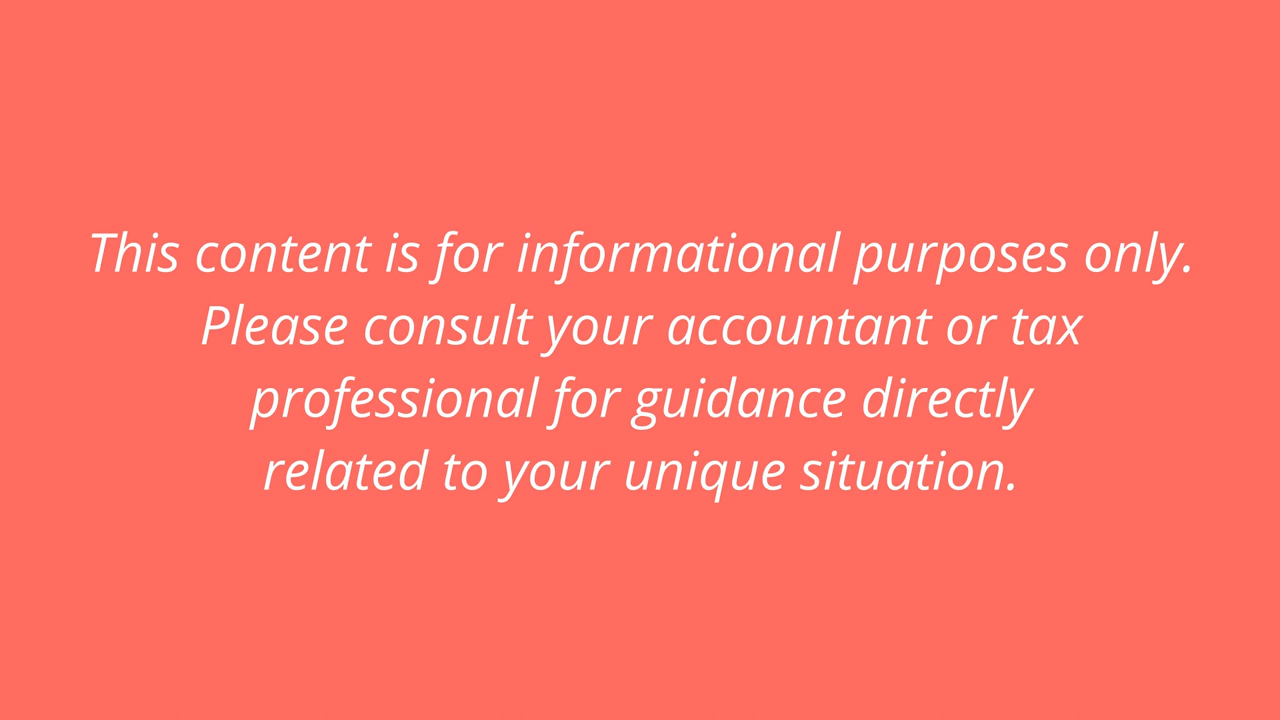 This content is for informational purposes only.
Please consult your accountant or tax
professional for guidance directly
related to your unique situation.